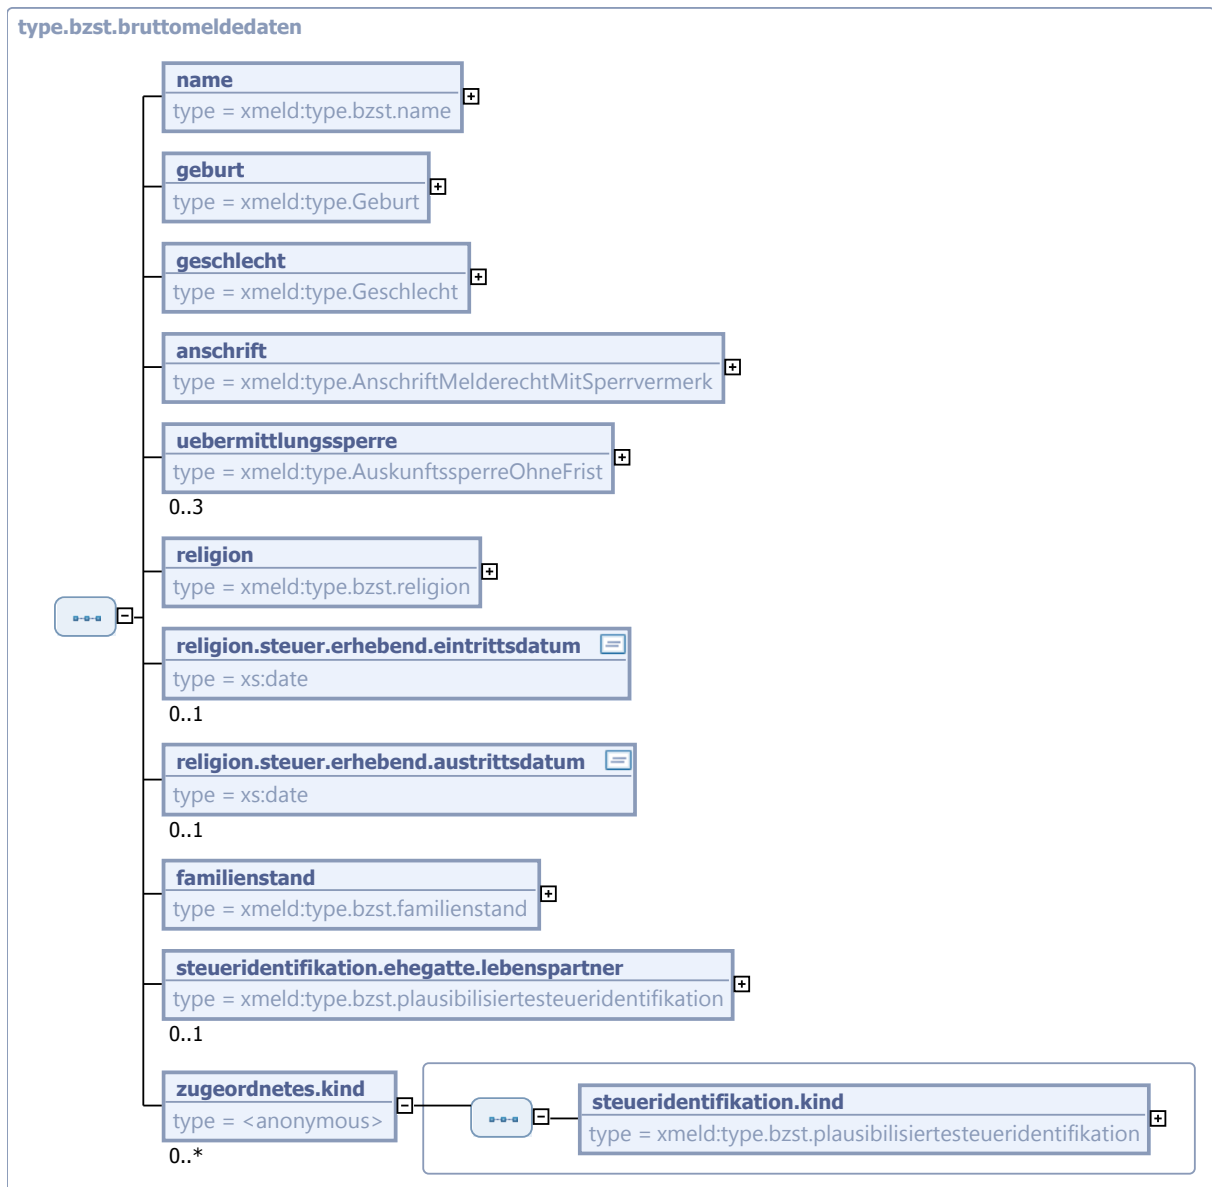 type.bzst.bruttomeldedaten
name
type = xmeld:type.bzst.name
geburt
type = xmeld:type.Geburt
geschlecht
type = xmeld:type.Geschlecht
anschrift
type = xmeld:type.AnschriftMelderechtMitSperrvermerk
uebermittlungssperre
type = xmeld:type.AuskunftssperreOhneFrist
0..3
religion
type = xmeld:type.bzst.religion
religion.steuer.erhebend.eintrittsdatum
type = xs:date
0..1
religion.steuer.erhebend.austrittsdatum
type = xs:date
0..1
familienstand
type = xmeld:type.bzst.familienstand
steueridentifikation.ehegatte.lebenspartner
type = xmeld:type.bzst.plausibilisiertesteueridentifikation
0..1
zugeordnetes.kind
type = <anonymous>
0..*
steueridentifikation.kind
type = xmeld:type.bzst.plausibilisiertesteueridentifikation